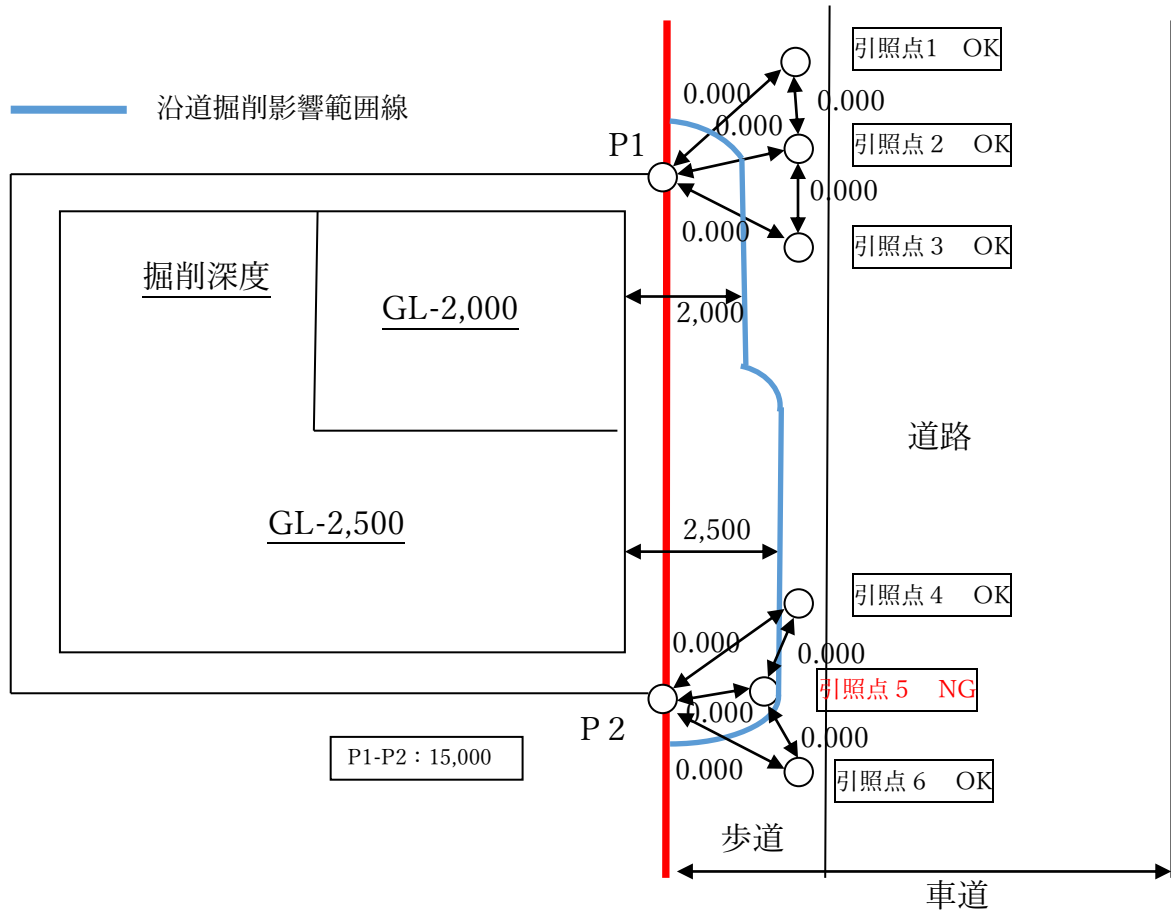 引照点1　OK
0.000
0.000
沿道掘削影響範囲線
0.000
P1
引照点２　OK
0.000
0.000
引照点３　OK
掘削深度
GL-2,000
2,000
道路
GL-2,500
2,500
引照点４　OK
0.000
0.000
引照点５　NG
0.000
P２
0.000
P1-P2：15,000
0.000
引照点６　OK
歩道
車道